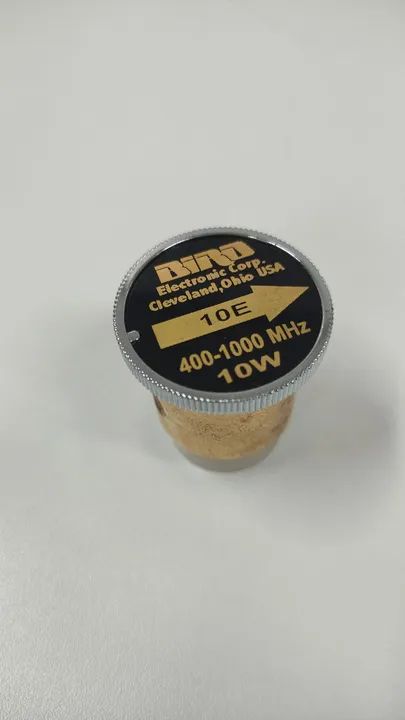 BIRD
Electronic Corp.
Cleveland,Ohio USA
10E
400-1000 MHz
10W